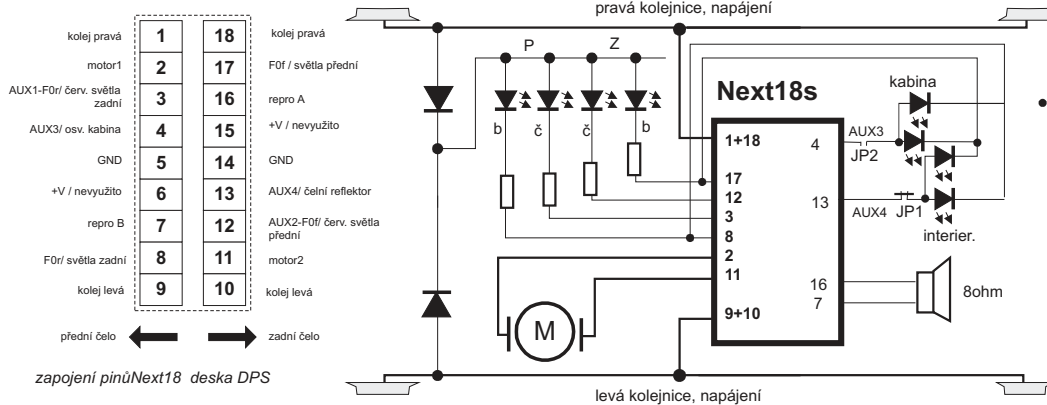 kolej pravá 1 18 kolej pravá
motor1 2 17 F0f / světla přední
AUX1-F0r/ červ. světla
zadní 3 16 repro A
AUX3/ osv. kabina 4 15 +V / nevyužito
GND 5 14 GND
+V / nevyužito 6 13 AUX4/ čelní reflektor
repro B 7 12 AUX2-F0f/ červ. světla
přední
F0r/ světla zadní 8 11 motor2
kolej levá 9 10 kolej levá
přední čelo zadní čelo
zapojení pinůNext18 deska DPS
pravá kolejnice, napájení
P Z
b č č b
Next18s
kabina
1+18
4 AUX3
JP2
17
12
13 AUX4 JP1
3
8
interier.
2
11
16
7
8ohm
9+10
M
levá kolejnice, napájení